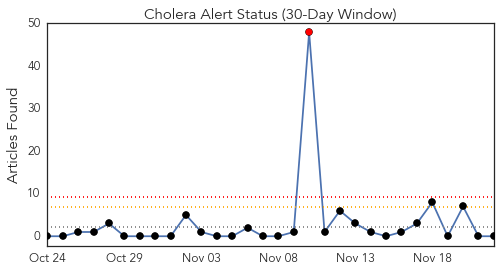 Cholera Alert Status (30-Day Window)
Articles Found
50
40
30
20
10
0
Oct 24
Oct 29
Nov 03
Nov 08
Nov 13
Nov 18